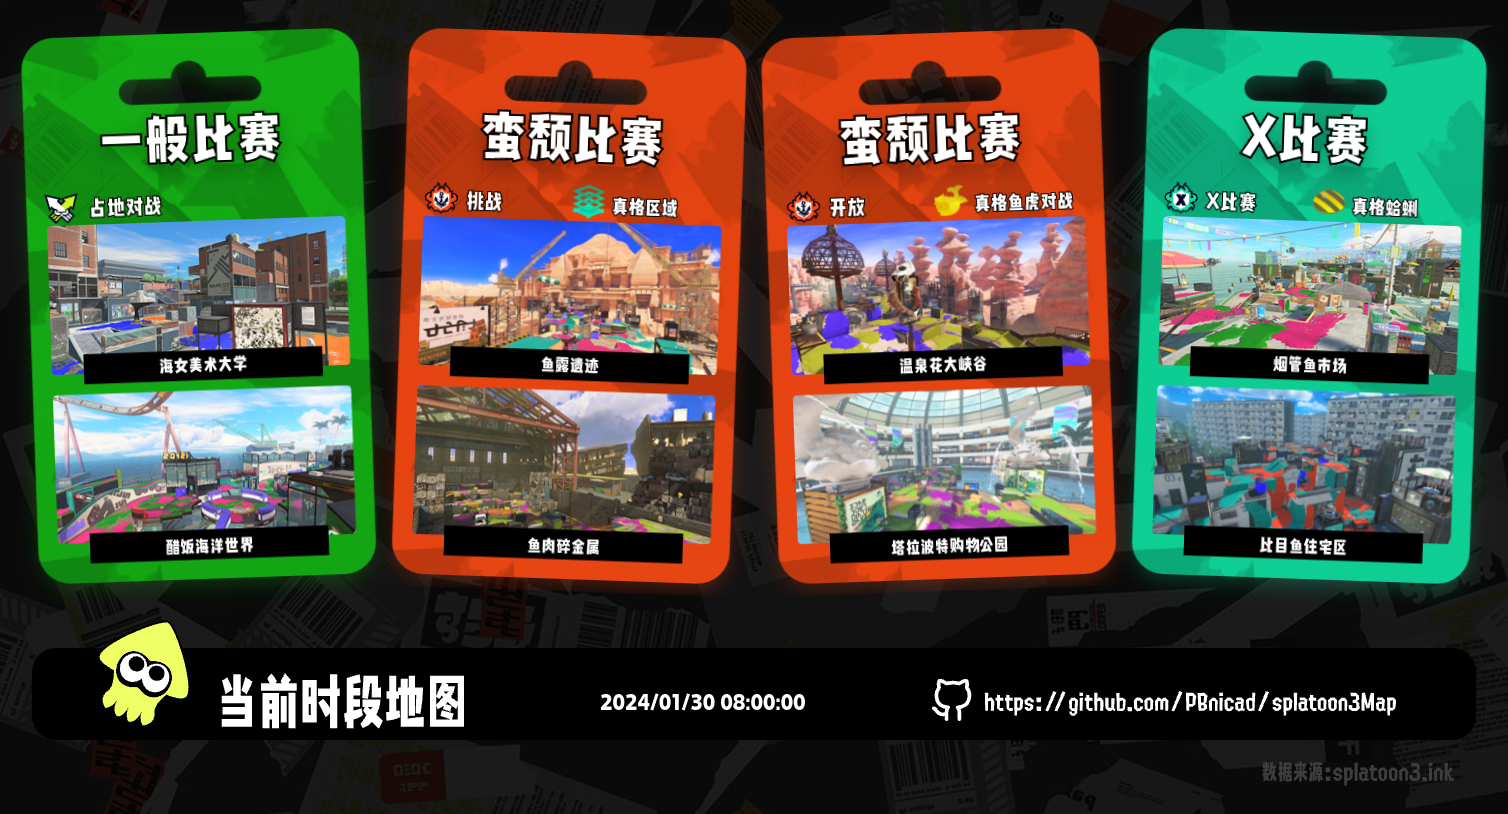 一般比赛
占地对战
海女美术大学
醋饭海洋世界
蛮颓比赛
挑战
真格区域
鱼露遗迹
鱼肉碎金属
蛮颓比赛
开放
真格鱼虎对战
温泉花大峡谷
塔拉波特购物公园
X比赛
X比赛
真格蛤蜊
烟管鱼市场
比目鱼住宅区
当前时段地图
2024/01/30 08:00:00
https://github.com/PBnicad/splatoon3Map
数据来源:splatoon3.ink